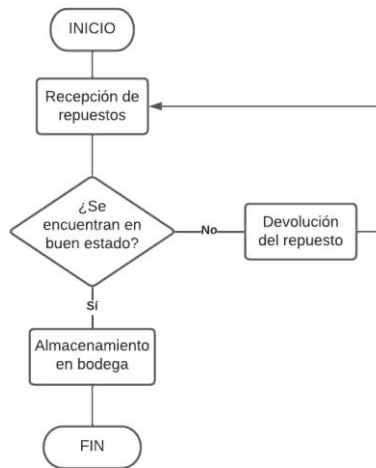 INICIO
Recepción de
repuestos
¿Se
encuentran en
buen estado?
No
Devolución
del repuesto
Sí
Almacenamiento
en bodega
FIN